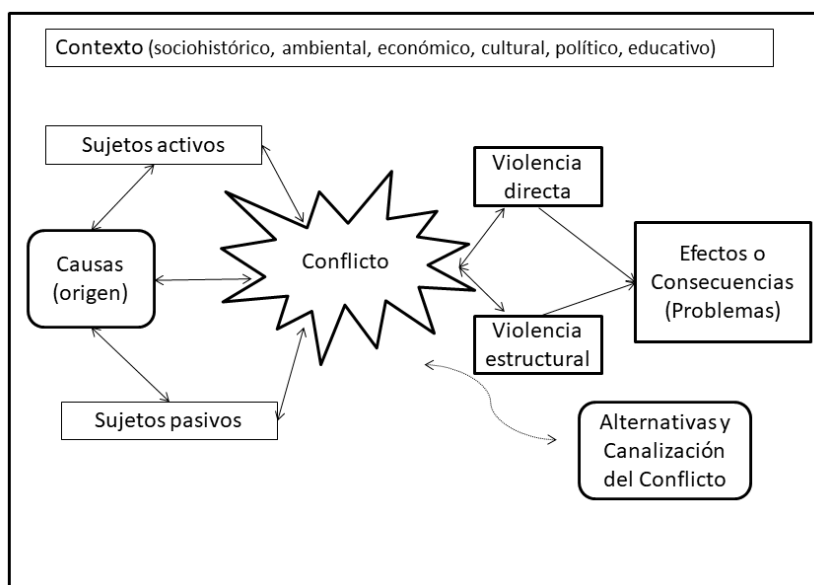 Contexto (sociohistórico, ambiental, económico, cultural, político, educativo)
Sujetos activos
Violencia
directa
Causas
(origen)
Conflicto
Efectos o
Consecuencias
(Problemas)
Violencia
estructural
Sujetos pasivos
Alternativas y
Canalización
del Conflicto